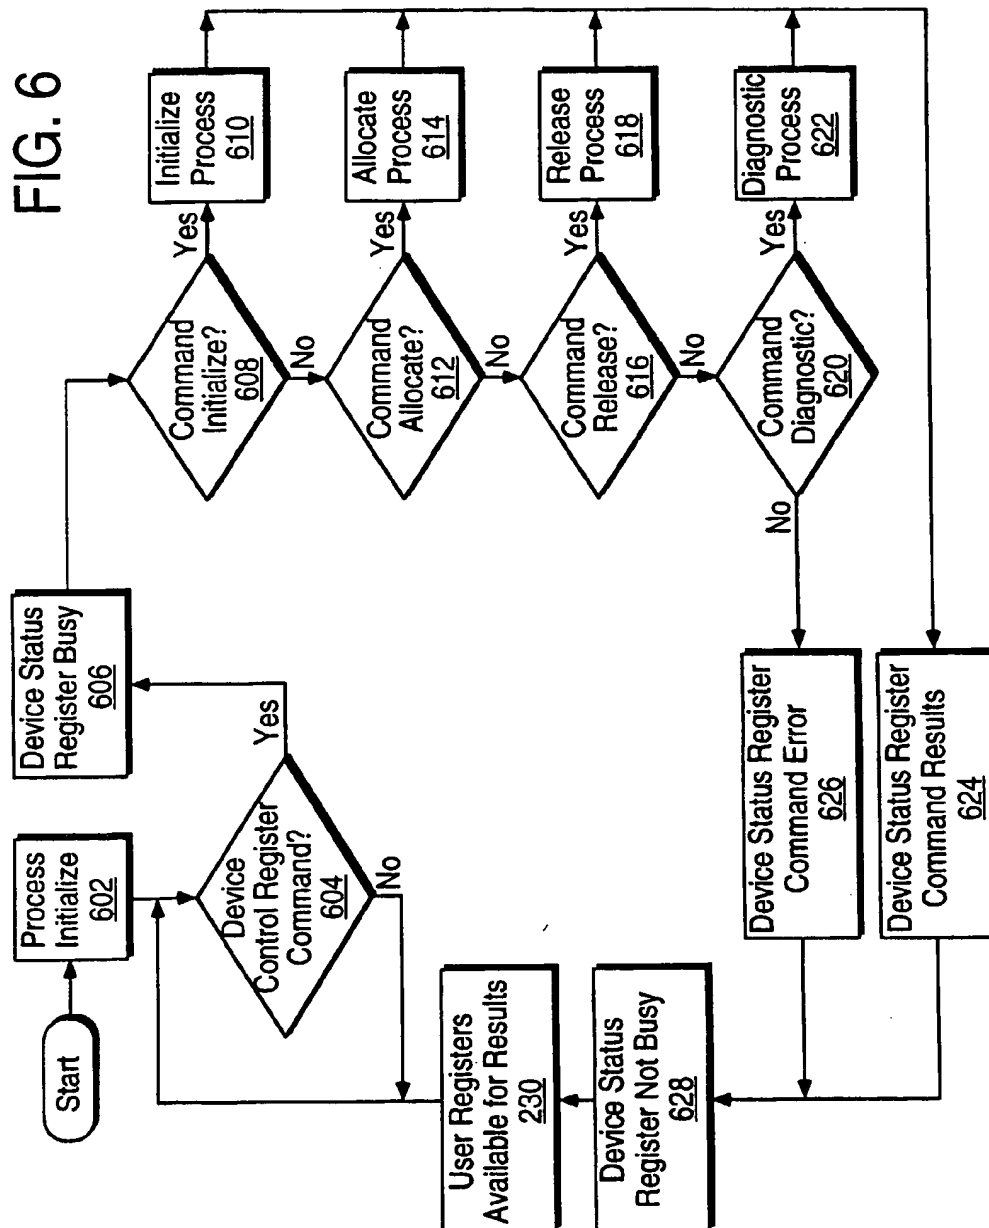 FIG. 6
Start
Process
Initialize
602
Device
Control Register
Command?
604
Yes
No
Device Status
Register Busy
606
Command
Initialize?
608
Yes
No
Initialize
Process
610
Command
Allocate?
612
Yes
No
Allocate
Process
614
Command
Release?
616
Yes
No
Release
Process
618
Command
Diagnostic?
620
Yes
No
Diagnostic
Process
622
Device Status Register
Command Error
626
Device Status Register
Command Results
624
Device Status
Register Not Busy
628
User Registers
Available for Results
230